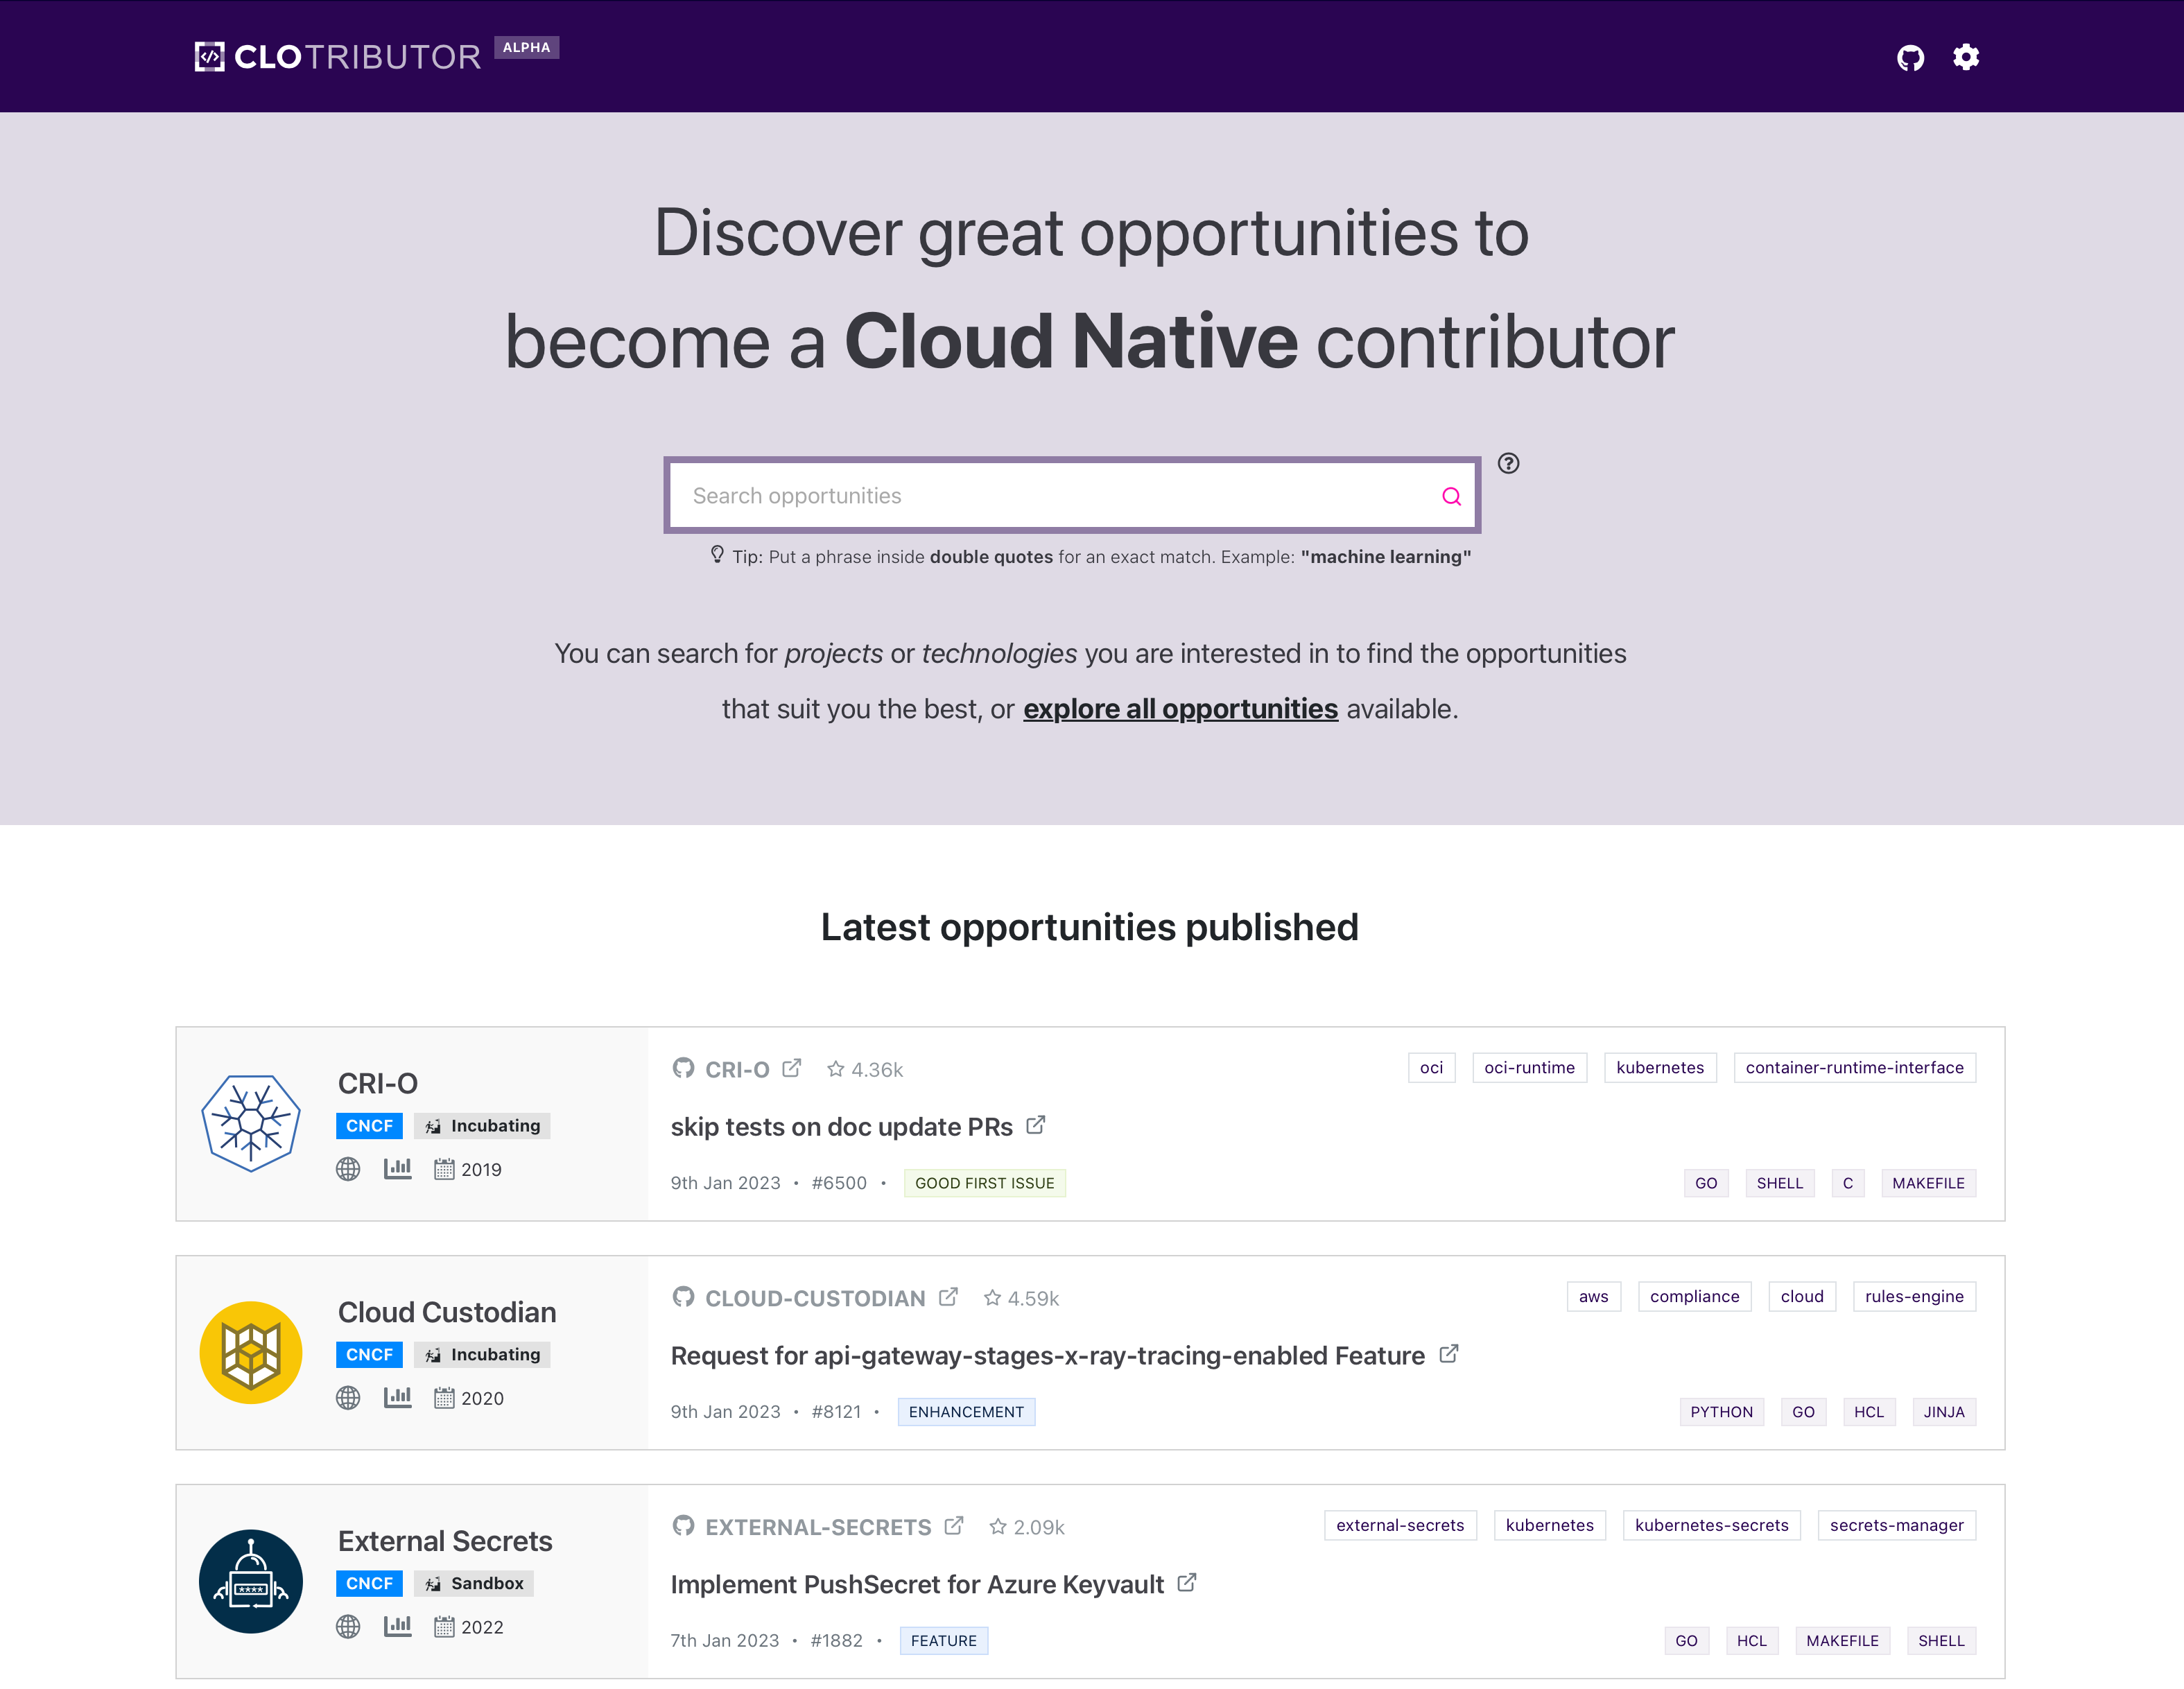 CLOTRIBUTOR ALPHA
Discover great opportunities to
become a Cloud Native contributor
Search opportunities
Tip: Put a phrase inside double quotes for an exact match. Example: "machine learning"
You can search for projects or technologies you are interested in to find the opportunities
that suit you the best, or explore all opportunities available.
Latest opportunities published
CRI-O
CNCF Incubating
2019
CRI-O 4.36k
oci oci-runtime kubernetes container-runtime-interface
skip tests on doc update PRs
9th Jan 2023 • #6500 • GOOD FIRST ISSUE
GO SHELL C MAKEFILE
Cloud Custodian
CNCF Incubating
2020
CLOUD-CUSTODIAN 4.59k
aws compliance cloud rules-engine
Request for api-gateway-stages-x-ray-tracing-enabled Feature
9th Jan 2023 • #8121 • ENHANCEMENT
PYTHON GO HCL JINJA
External Secrets
CNCF Sandbox
2022
EXTERNAL-SECRETS 2.09k
external-secrets kubernetes kubernetes-secrets secrets-manager
Implement PushSecret for Azure Keyvault
7th Jan 2023 • #1882 • FEATURE
GO HCL MAKEFILE SHELL